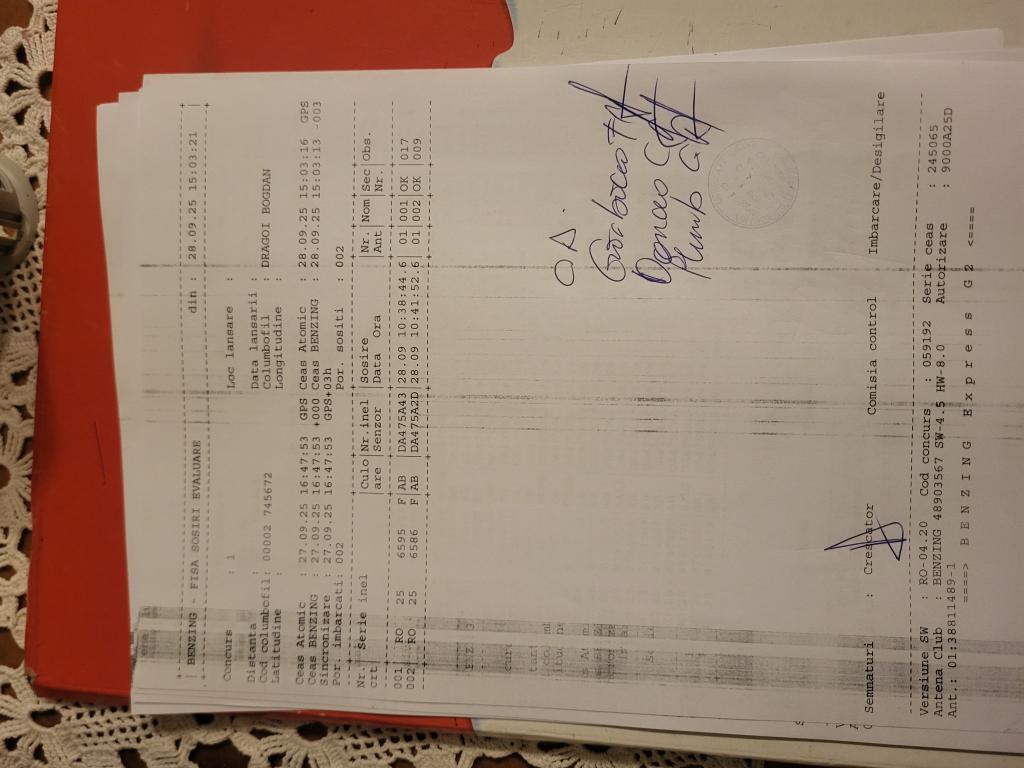 BENZING - FISA SOSIRI EVALUARE din : 28.09.25 15:03:21
Concurs : 1 Loc lansare :
Distanta : Data lansarii :
Cod columbofil: 00002 745672 Columbofil : DRAGOI BOGDAN
Latitudine : Longitudine :
Ceas Atomic : 27.09.25 16:47:53 GPS Ceas Atomic : 28.09.25 15:03:16 GPS
Ceas BENZING : 27.09.25 16:47:53 +000 Ceas BENZING : 28.09.25 15:03:13 -003
Sincronizare : 27.09.25 16:47:53 GPS+03h
Por. imbarcati: 002 Por. sositi : 002
Nr. Serie inel |Culo|Nr.inel |Sosire |Nr.|Nom|Sec|Obs.
crt |are |Senzor |Data Ora |Ant| |Nr.|
001 RO 25 6595 F|AB |DA475A43|28.09 10:38:44.6| 01|001|OK |017
002 RO 25 6586 F|AB |DA475A2D|28.09 10:41:52.6| 01|002|OK |009
Semnaturi : Crescator Comisia control Imbarcare/Desigilare
Versiune SW : RO-04.20 Cod concurs : 059192 Serie ceas : 245065
Antena Club : BENZING 48903567 SW-4.5 HW-8.0 Autorizare : 9000A25D
Ant.: 01:38811489-1
====> B E N Z I N G E x p r e s s G 2 <====